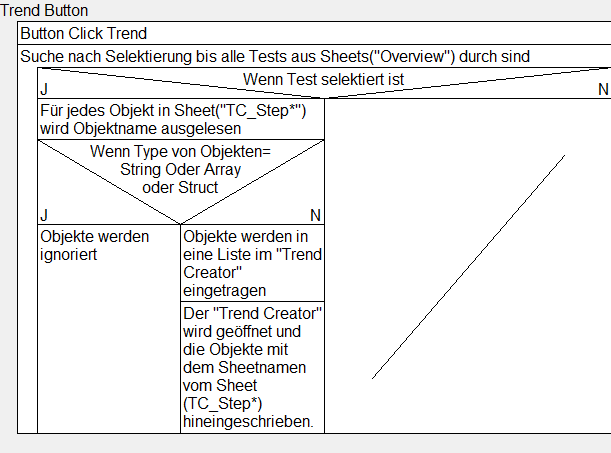 Trend Button
Button Click Trend
Suche nach Selektierung bis alle Tests aus Sheets("Overview") durch sind
Wenn Test selektiert ist
J
N
Für jedes Objekt in Sheet("TC_Step*")
wird Objektname ausgelesen
Wenn Type von Objekten=
String Oder Array
oder Struct
J
N
Objekte werden
ignoriert
Objekte werden in
eine Liste im "Trend
Creator"
eingetragen
Der "Trend Creator"
wird geöffnet und
die Objekte mit
dem Sheetnamen
vom Sheet
(TC_Step*)
hineingeschrieben.